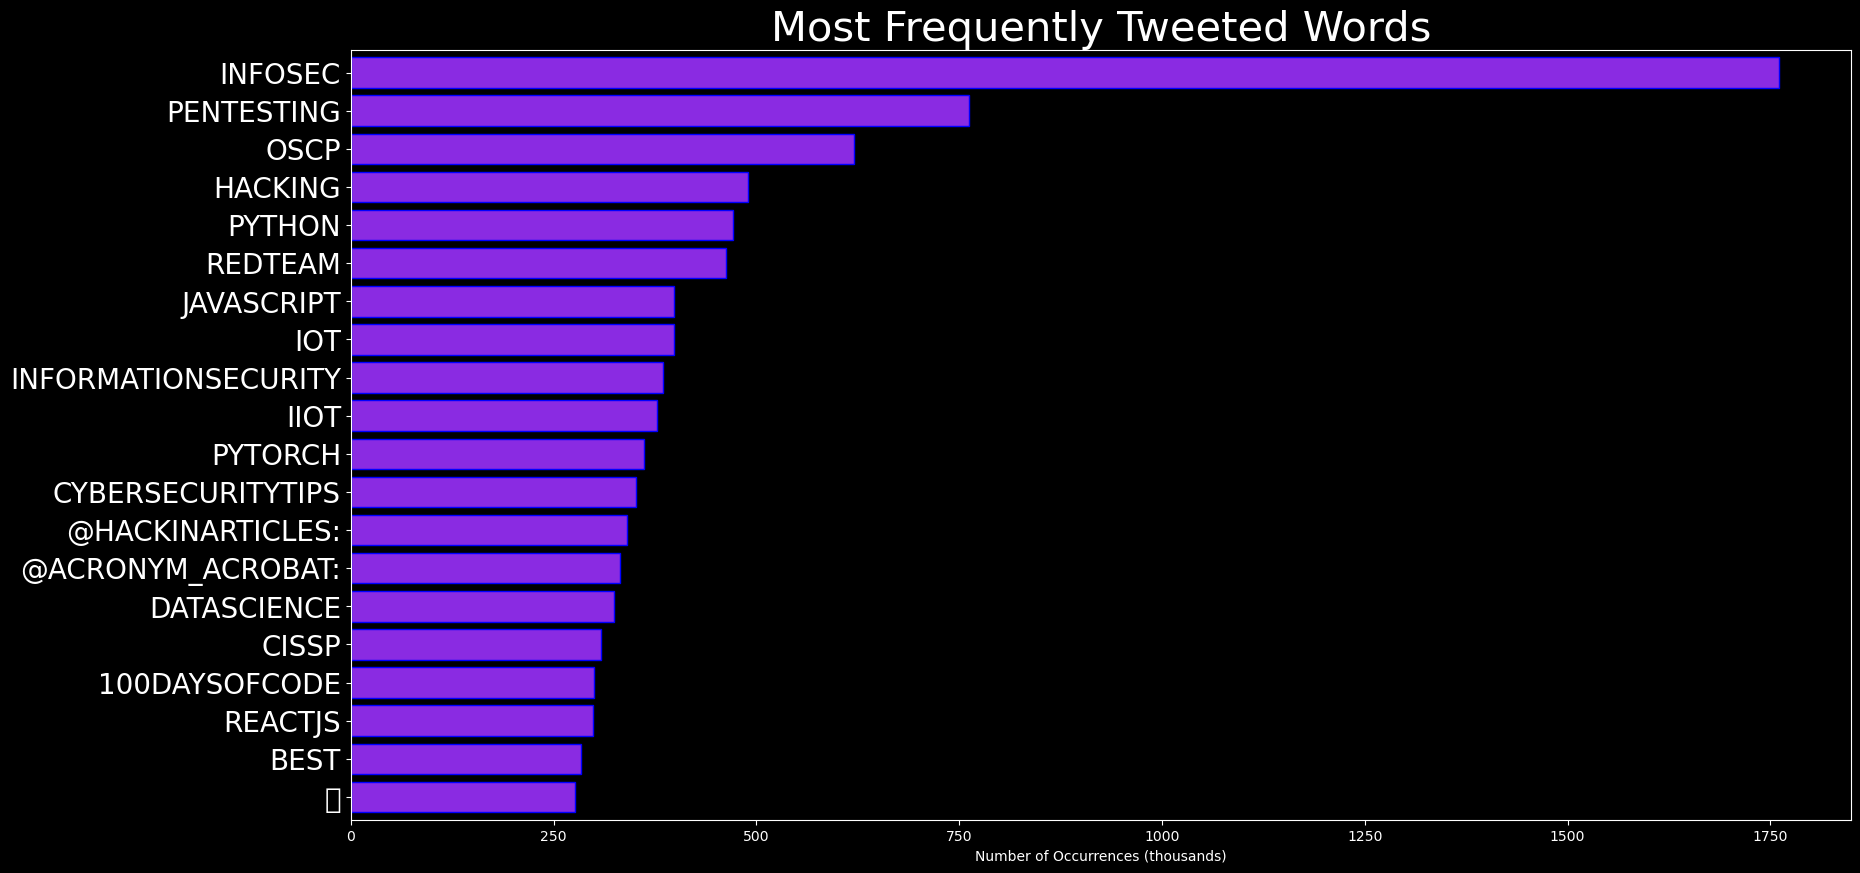 Most Frequently Tweeted Words
INFOSEC
PENTESTING
OSCP
HACKING
PYTHON
REDTEAM
JAVASCRIPT
IOT
INFORMATIONSECURITY
IIOT
PYTORCH
CYBERSECURITYTIPS
@HACKINARTICLES:
@ACRONYM_ACROBAT:
DATASCIENCE
CISSP
100DAYSOFCODE
REACTJS
BEST
0 250 500 750 1000 1250 1500 1750
Number of Occurrences (thousands)